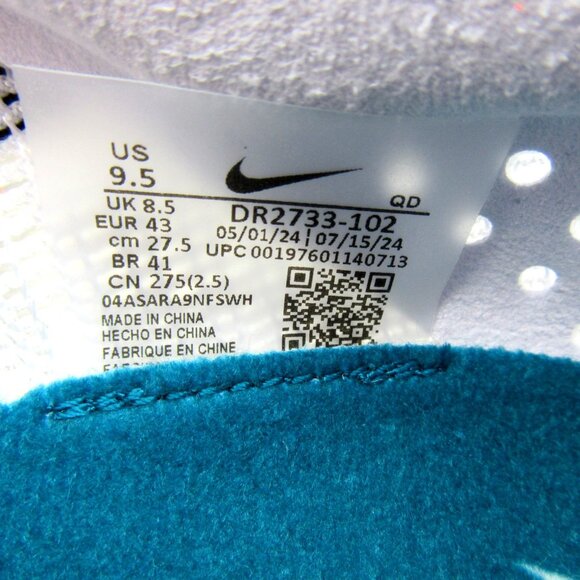 US
9.5
UK 8.5
EUR 43
cm 27.5
BR 41
CN 275(2.5)
04ASARA9NFSWH
MADE IN CHINA
HECHO EN CHINA
FABRIQUE EN CHINE
QD
DR2733-102
05/01/24 | 07/15/24
UPC 00197601140713